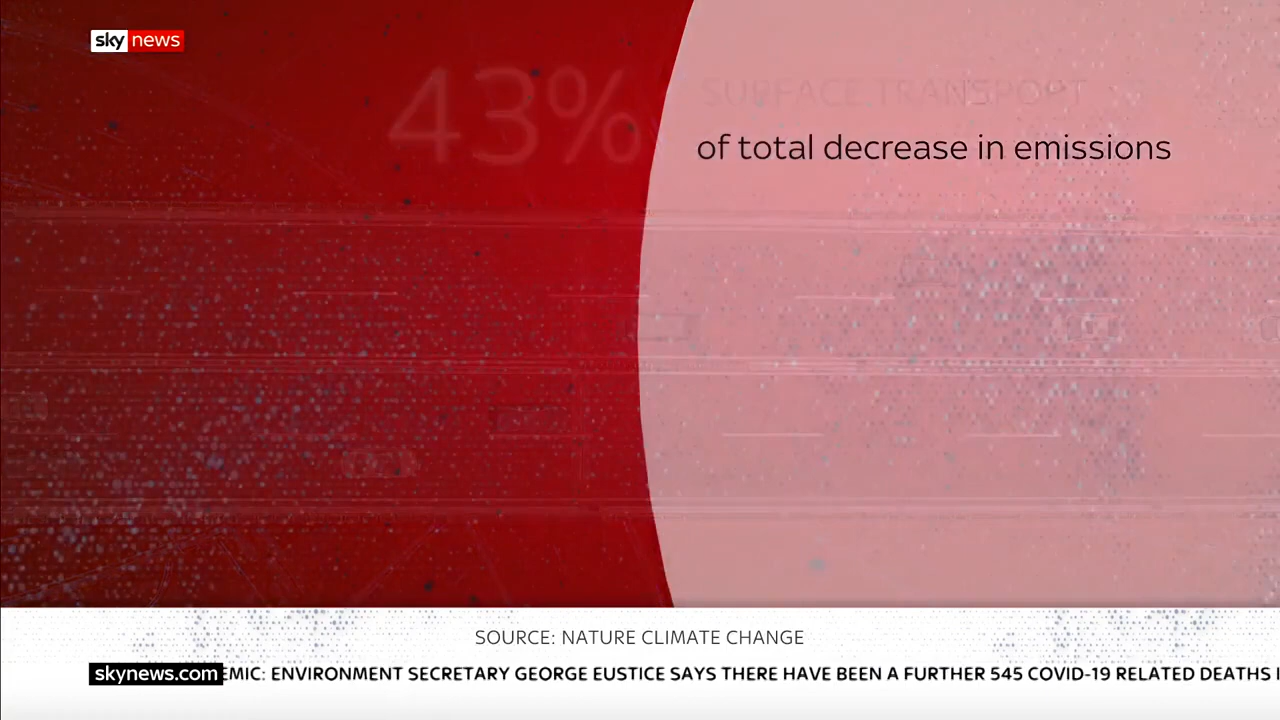 sky news
43% SURFACE TRANSPORT
of total decrease in emissions
SOURCE: NATURE CLIMATE CHANGE
skynews.com EMIC: ENVIRONMENT SECRETARY GEORGE EUSTICE SAYS THERE HAVE BEEN A FURTHER 545 COVID-19 RELATED DEATHS